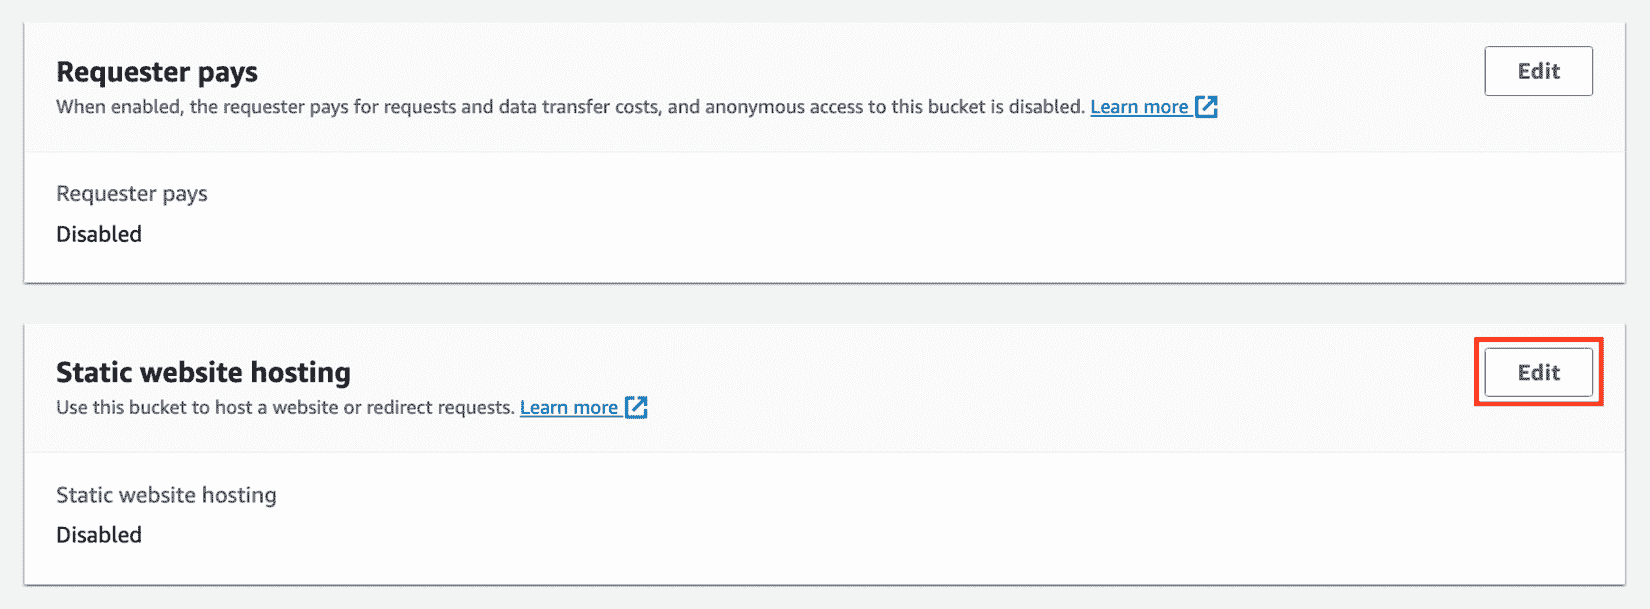 Requester pays
Edit
When enabled, the requester pays for requests and data transfer costs, and anonymous access to this bucket is disabled. Learn more
Requester pays
Disabled
Static website hosting
Edit
Use this bucket to host a website or redirect requests. Learn more
Static website hosting
Disabled